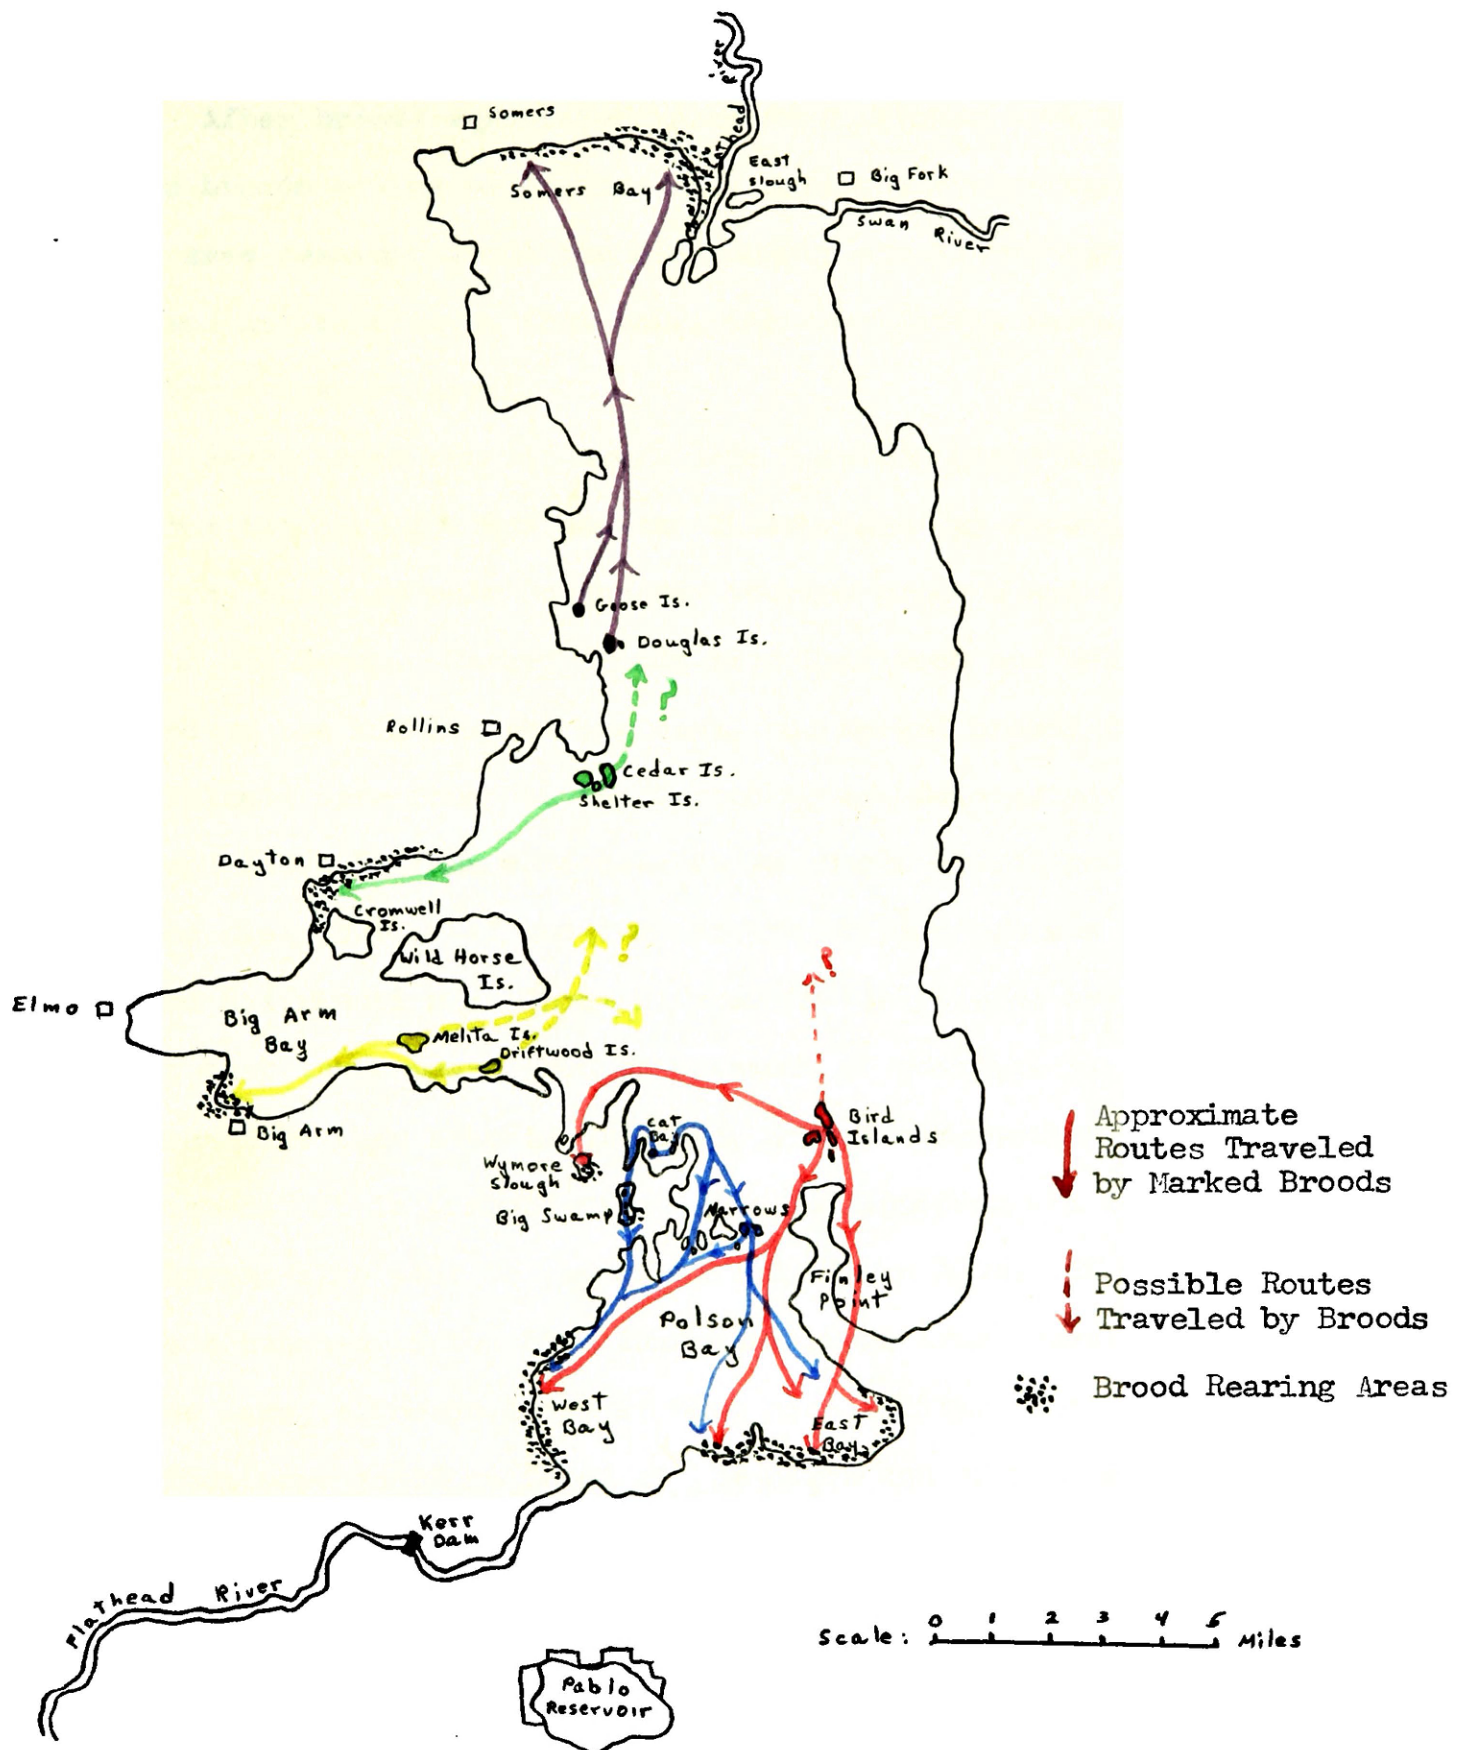 Somers
Somers Bay
Flathead
East
Slough
Big Fork
Swan River
Goose Is.
Douglas Is.
?
Rollins
Cedar Is.
Shelter Is.
Dayton
Cromwell
Is.
Wild Horse
Is.
?
?
Elmo
Big Arm
Bay
Melita Is.
Driftwood Is.
Big Arm
Cat
Bay
Bird
Islands
Wymore
Slough
Big Swamp
Narrows
Finley
Point
Polson
Bay
West
Bay
East
Bay
Approximate
Routes Traveled
by Marked Broods
Possible Routes
Traveled by Broods
Brood Rearing Areas
Kerr
Dam
Flathead River
Scale: 0 1 2 3 4 5 Miles
Pablo
Reservoir